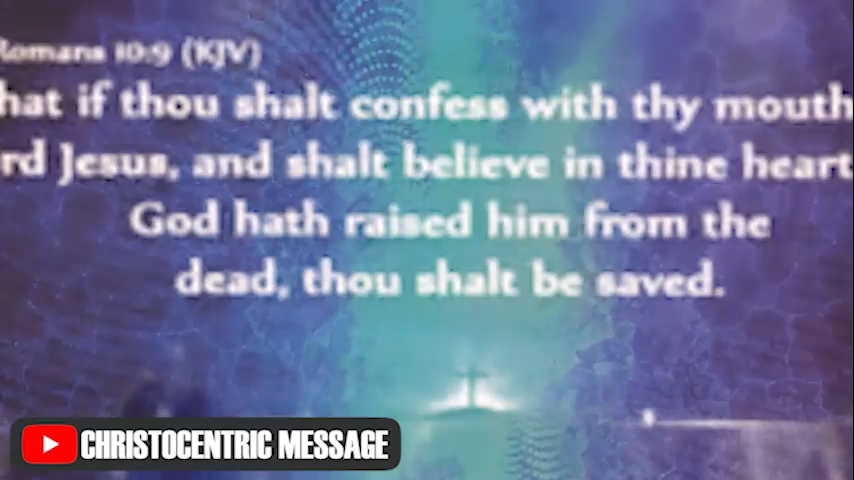 Romans 10:9 (KJV)
hat if thou shalt confess with thy mouth
rd Jesus, and shalt believe in thine heart
God hath raised him from the
dead, thou shalt be saved.
CHRISTOCENTRIC MESSAGE